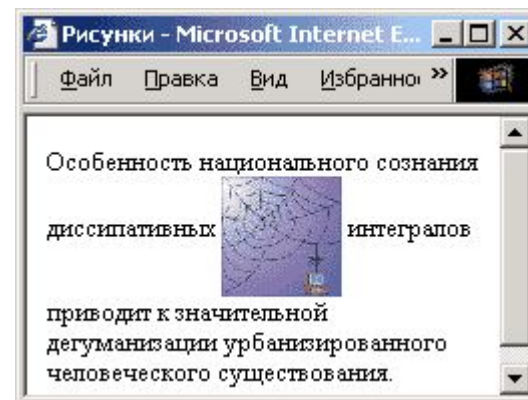 Рисунки - Microsoft Internet E...
Файл Правка Вид Избранно »
Особенность национального сознания
диссипативных интегралов
приводит к значительной
дегуманизации урбанизированного
человеческого существования.